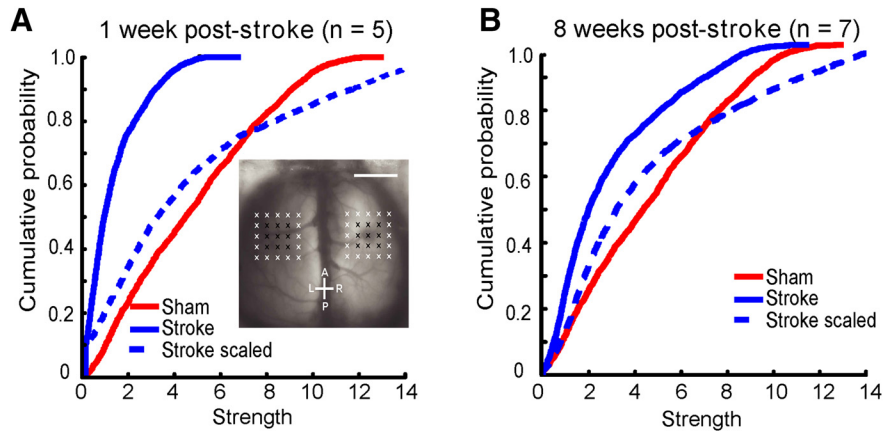 A
1 week post-stroke (n = 5)
Cumulative probability
1.0
0.8
0.6
0.4
0.2
0
0 2 4 6 8 10 12 14
Strength
Sham
Stroke
Stroke scaled
A
L R
P
B
8 weeks post-stroke (n = 7)
Cumulative probability
1.0
0.8
0.6
0.4
0.2
0
0 2 4 6 8 10 12 14
Strength
Sham
Stroke
Stroke scaled